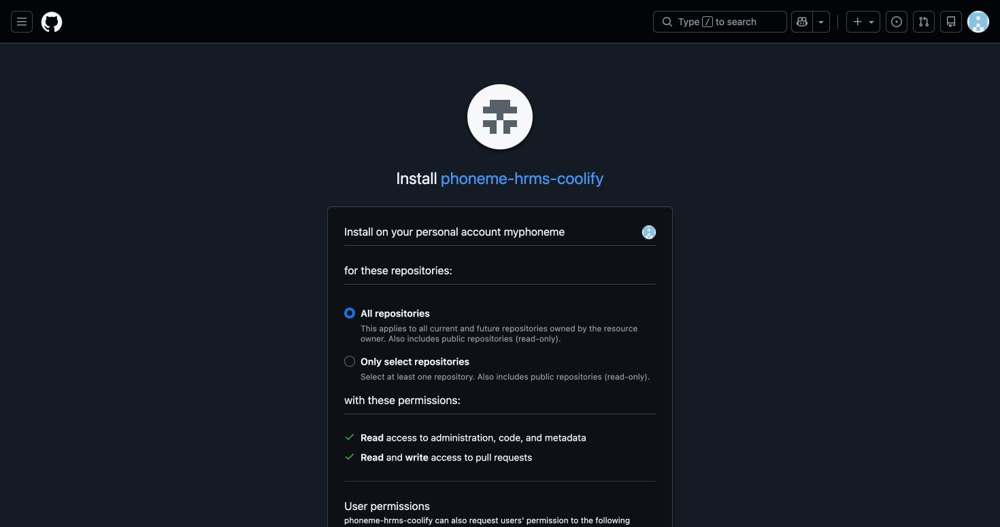 Type / to search
Install phoneme-hrms-coolify
Install on your personal account myphoneme
for these repositories:
All repositories
This applies to all current and future repositories owned by the resource
owner. Also includes public repositories (read-only).
Only select repositories
Select at least one repository. Also includes public repositories (read-only).
with these permissions:
Read access to administration, code, and metadata
Read and write access to pull requests
User permissions
phoneme-hrms-coolify can also request users' permission to the following